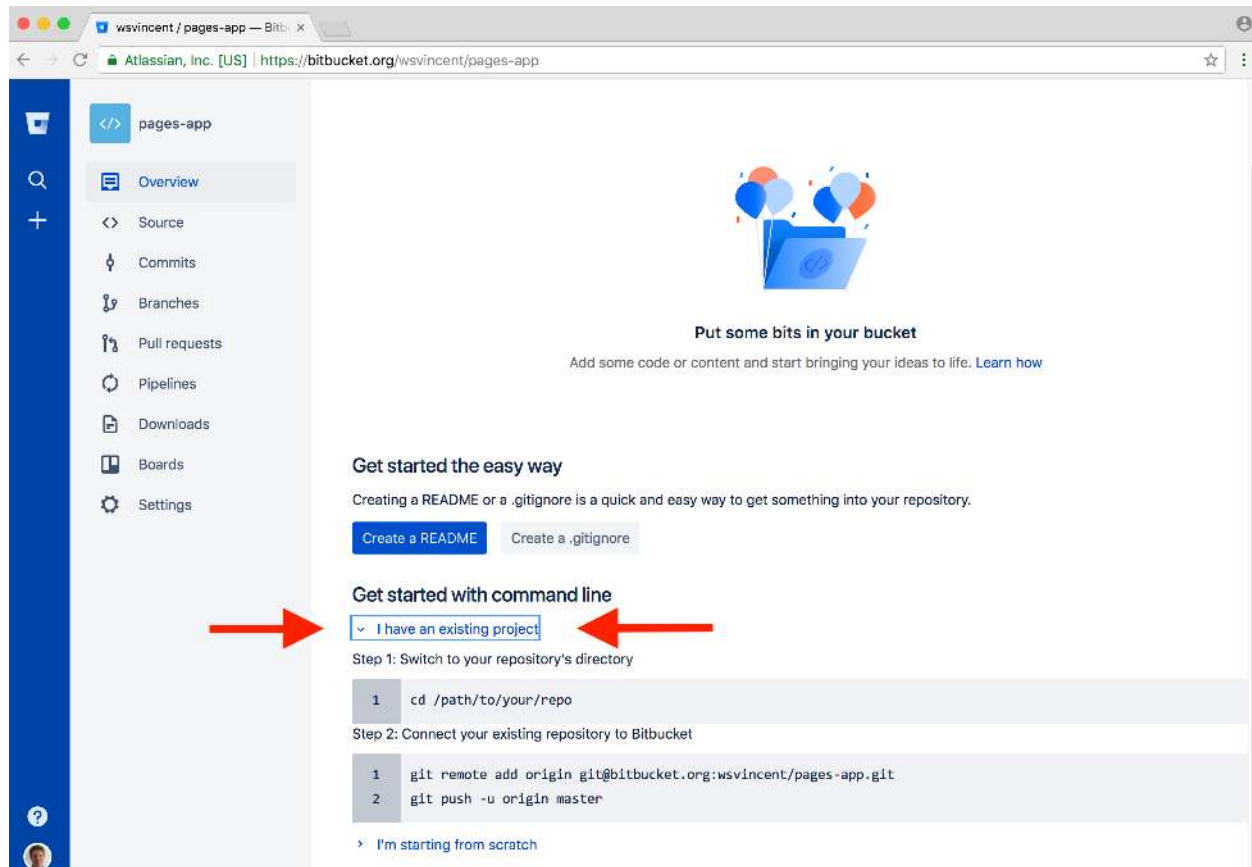 wsvincent / pages-app — Bitb
Atlassian, Inc. [US] | https://bitbucket.org/wsvincent/pages-app
</> pages-app
Overview
Source
Commits
Branches
Pull requests
Pipelines
Downloads
Boards
Settings
Put some bits in your bucket
Add some code or content and start bringing your ideas to life. Learn how
Get started the easy way
Creating a README or a .gitignore is a quick and easy way to get something into your repository.
Create a README Create a .gitignore
Get started with command line
I have an existing project
Step 1: Switch to your repository's directory
1 cd /path/to/your/repo
Step 2: Connect your existing repository to Bitbucket
1 git remote add origin git@bitbucket.org:wsvincent/pages-app.git
2 git push -u origin master
I'm starting from scratch